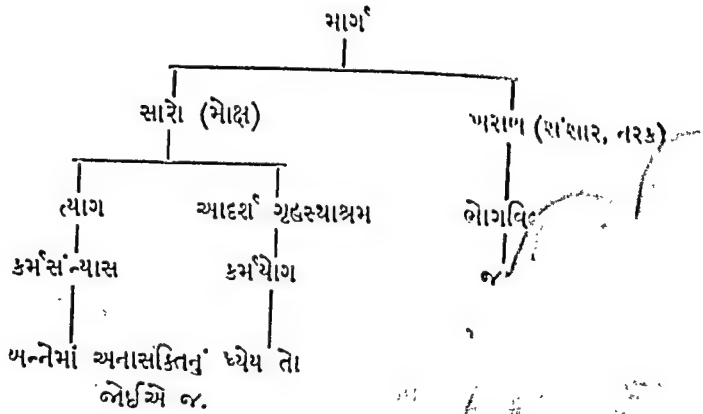 માર્ગ
સારો (મોક્ષ) ખરાબ (સંસાર, નરક)
ત્યાગ આદર્શ ગૃહસ્થાશ્રમ
કર્મસંન્યાસ કર્મયોગ જ
બન્નેમાં અનાસક્તિનું ધ્યેય તો
જોઈએ જ.